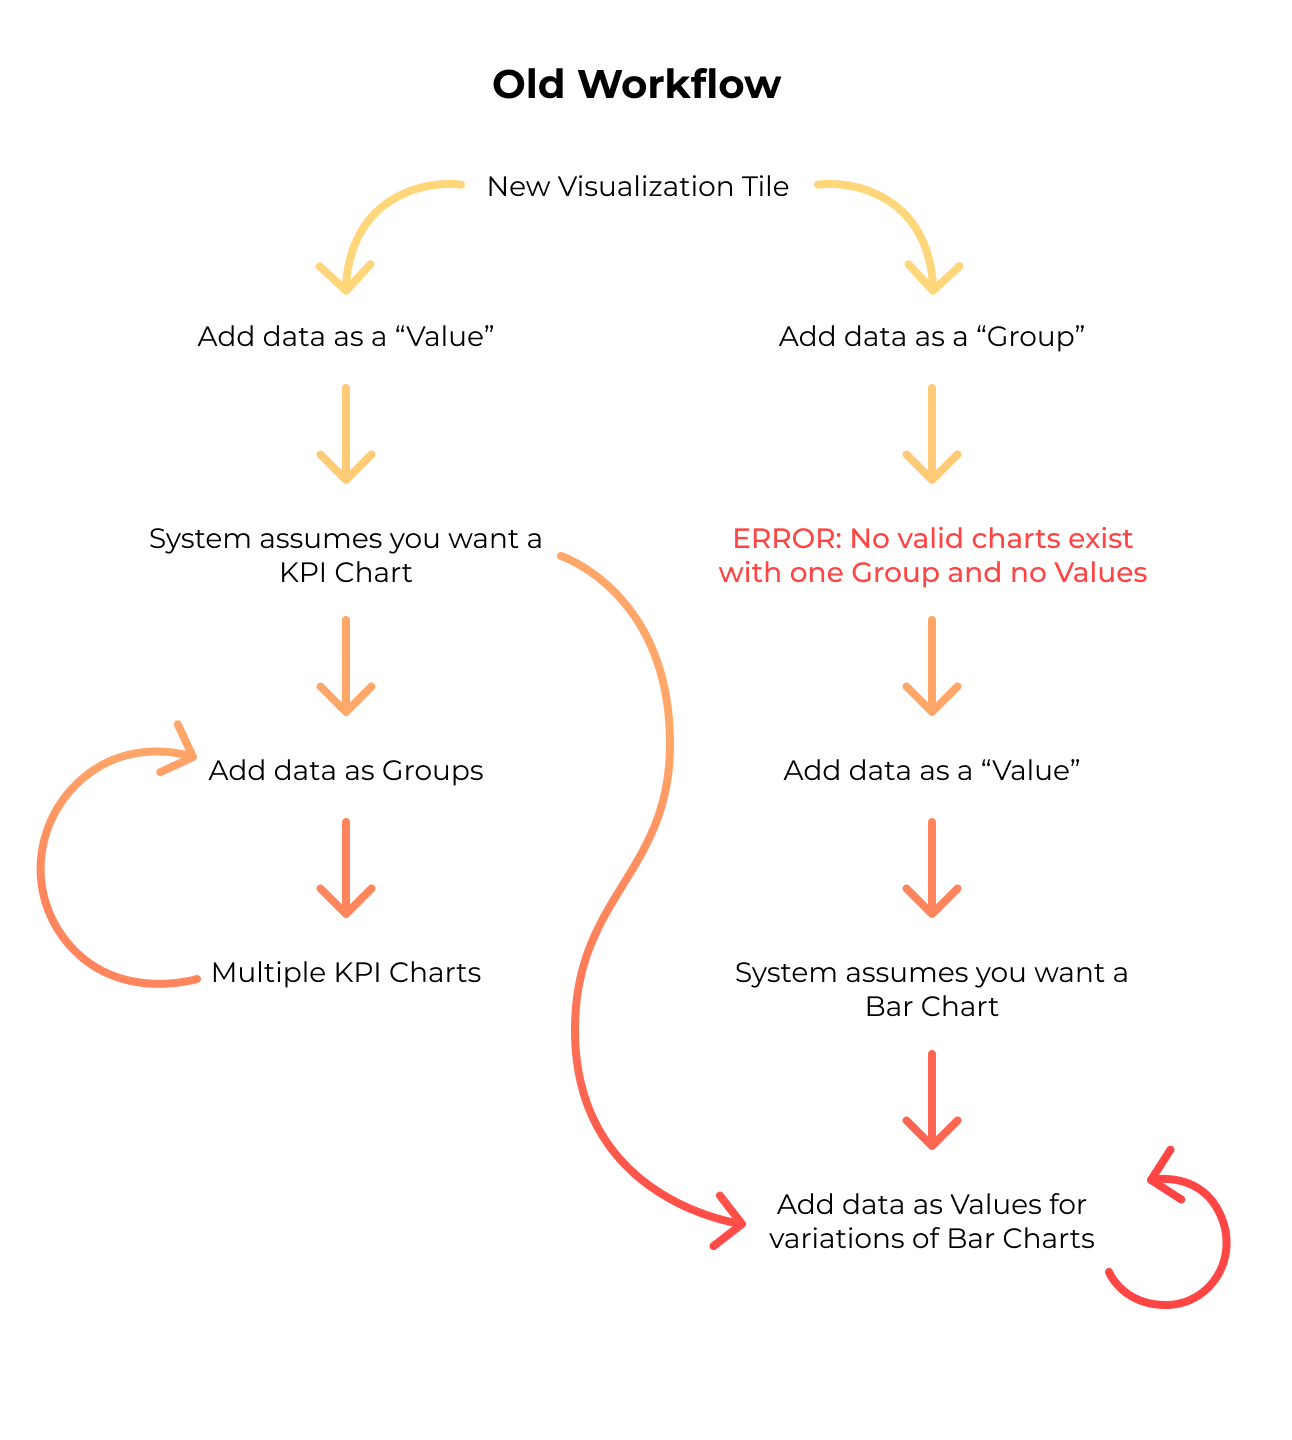 Old Workflow
New Visualization Tile
Add data as a “Value”
Add data as a “Group”
System assumes you want a
KPI Chart
ERROR: No valid charts exist
with one Group and no Values
Add data as Groups
Add data as a “Value”
Multiple KPI Charts
System assumes you want a
Bar Chart
Add data as Values for
variations of Bar Charts